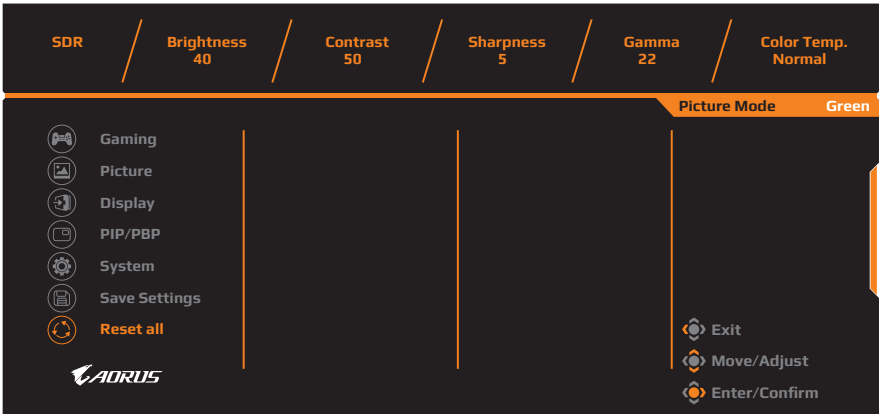 SDR Brightness Contrast Sharpness Gamma Color Temp.
40 50 5 22 Normal
Picture Mode Green
Gaming
Picture
Display
PIP/PBP
System
Save Settings
Reset all
Exit
Move/Adjust
Enter/Confirm
AORUS